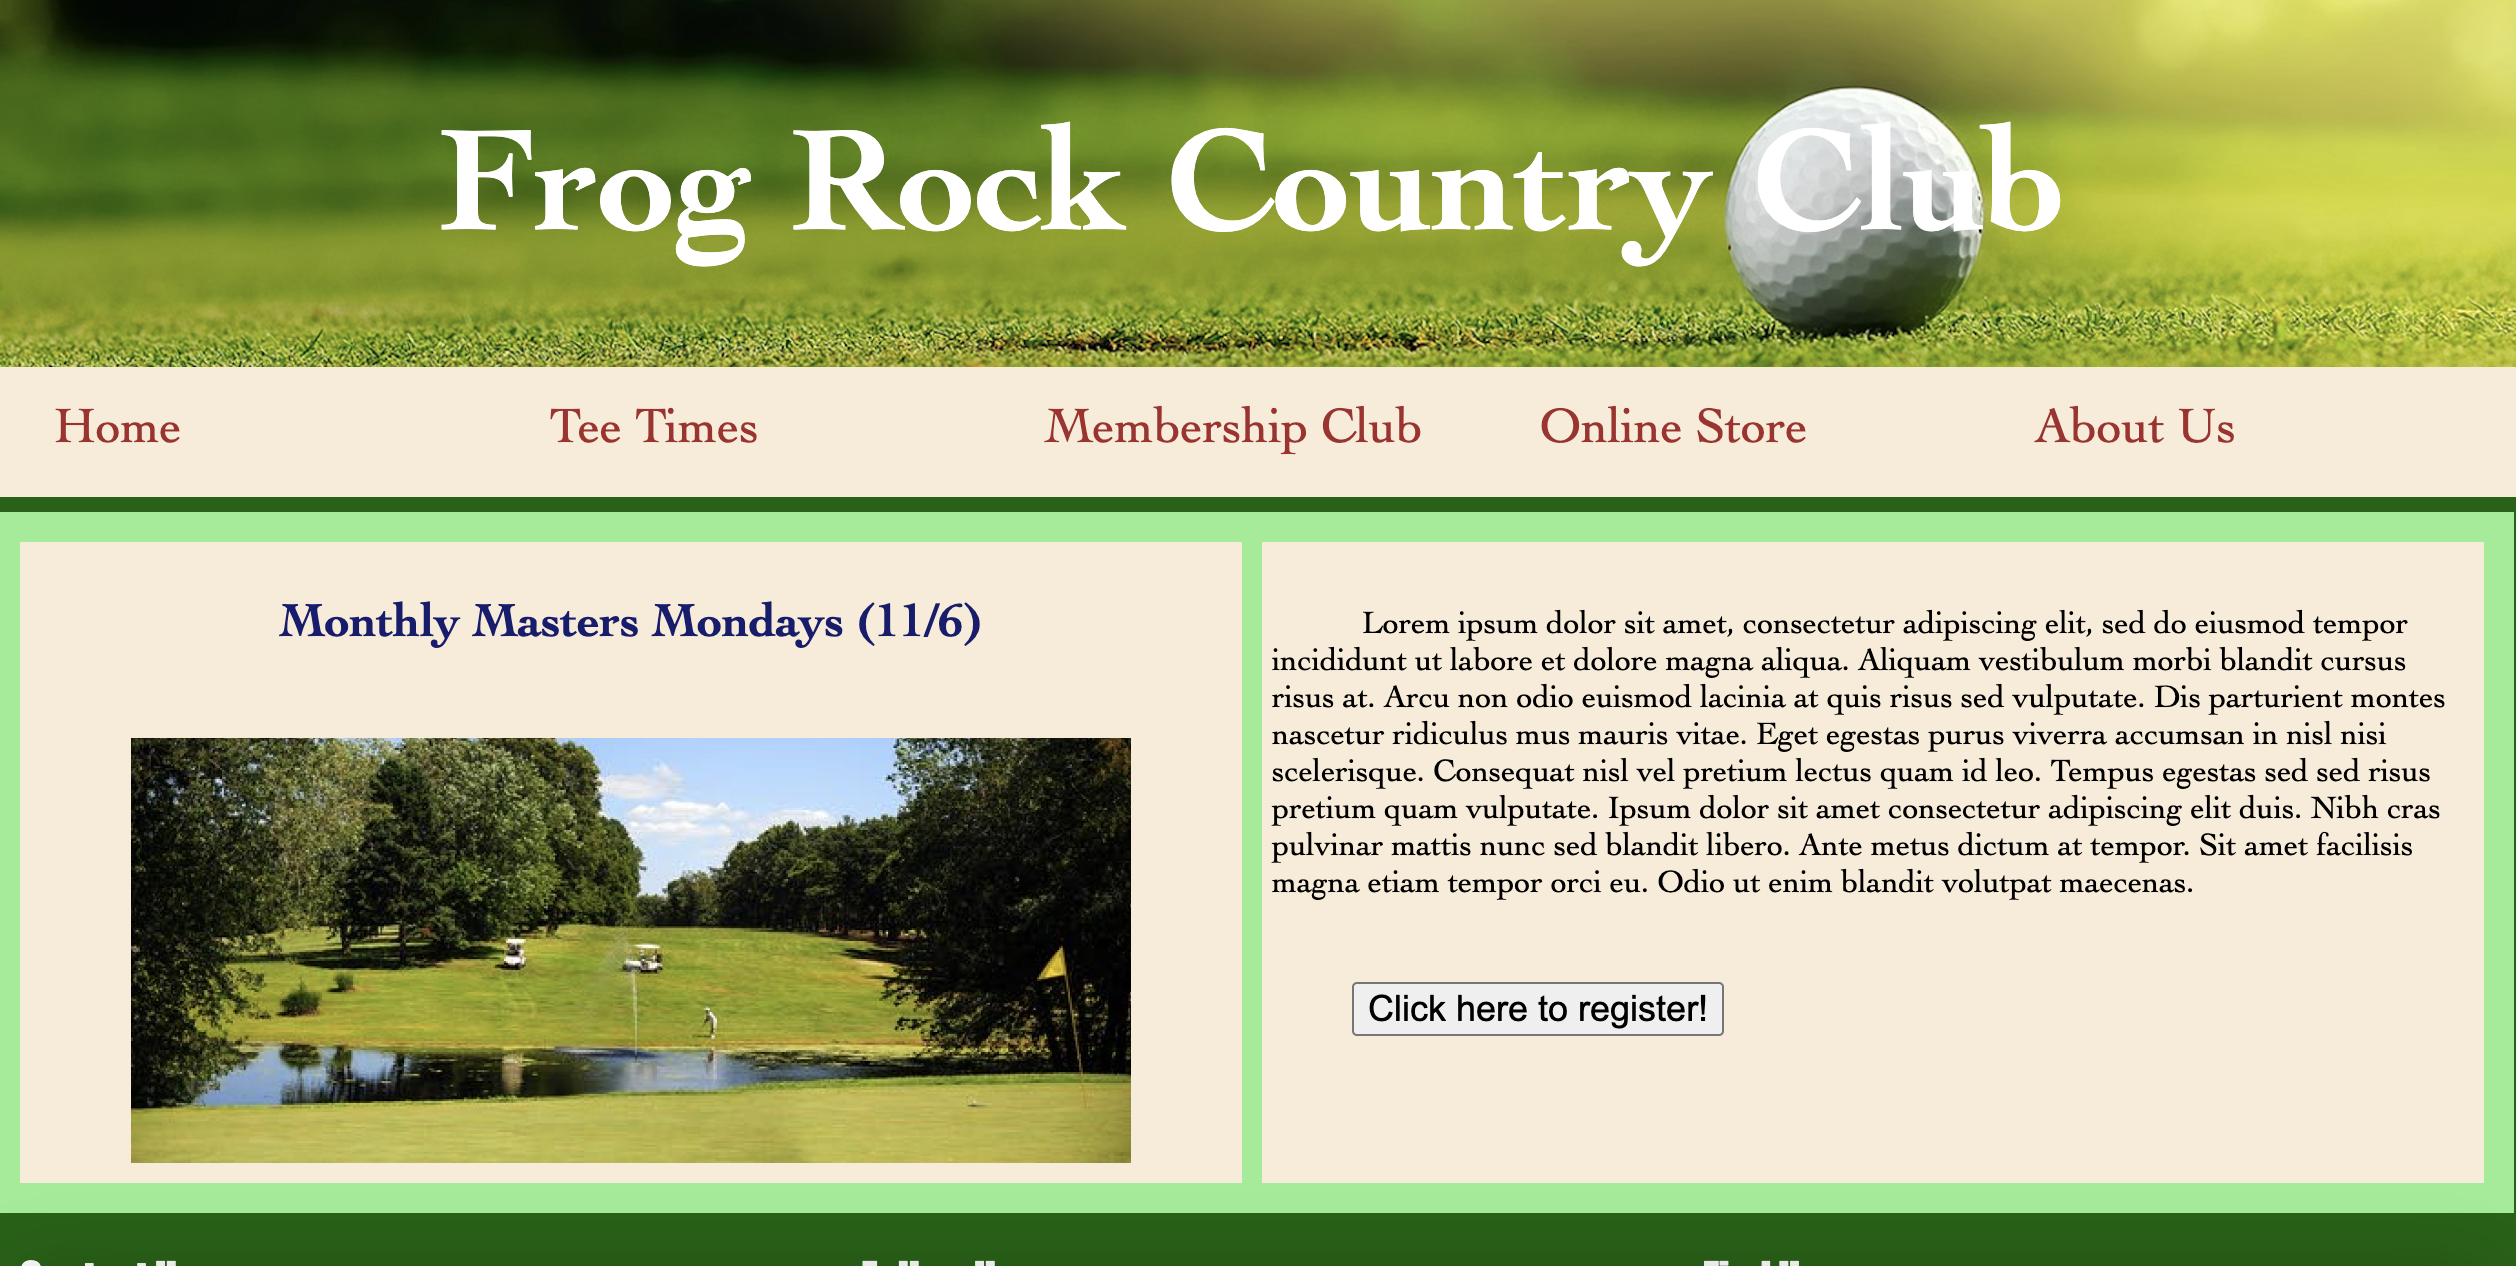 Frog Rock Country Club
Home
Tee Times
Membership Club
Online Store
About Us
Monthly Masters Mondays (11/6)
Lorem ipsum dolor sit amet, consectetur adipiscing elit, sed do eiusmod tempor
incididunt ut labore et dolore magna aliqua. Aliquam vestibulum morbi blandit cursus
risus at. Arcu non odio euismod lacinia at quis risus sed vulputate. Dis parturient montes
nascetur ridiculus mus mauris vitae. Eget egestas purus viverra accumsan in nisl nisi
scelerisque. Consequat nisl vel pretium lectus quam id leo. Tempus egestas sed sed risus
pretium quam vulputate. Ipsum dolor sit amet consectetur adipiscing elit duis. Nibh cras
pulvinar mattis nunc sed blandit libero. Ante metus dictum at tempor. Sit amet facilisis
magna etiam tempor orci eu. Odio ut enim blandit volutpat maecenas.
Click here to register!